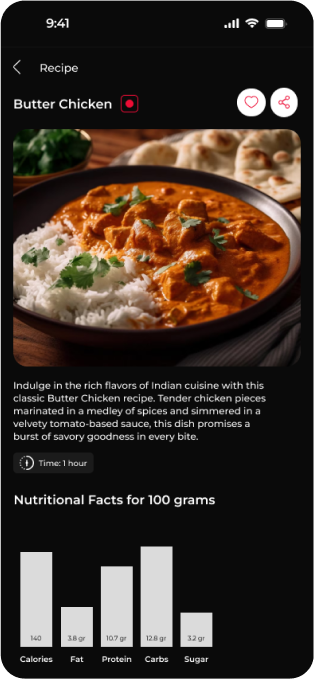 9:41
Recipe
Butter Chicken
Indulge in the rich flavors of Indian cuisine with this
classic Butter Chicken recipe. Tender chicken pieces
marinated in a medley of spices and simmered in a
velvety tomato-based sauce, this dish promises a
burst of savory goodness in every bite.
Time: 1 hour
Nutritional Facts for 100 grams
140 3.8 gr 10.7 gr 12.8 gr 3.2 gr
Calories Fat Protein Carbs Sugar